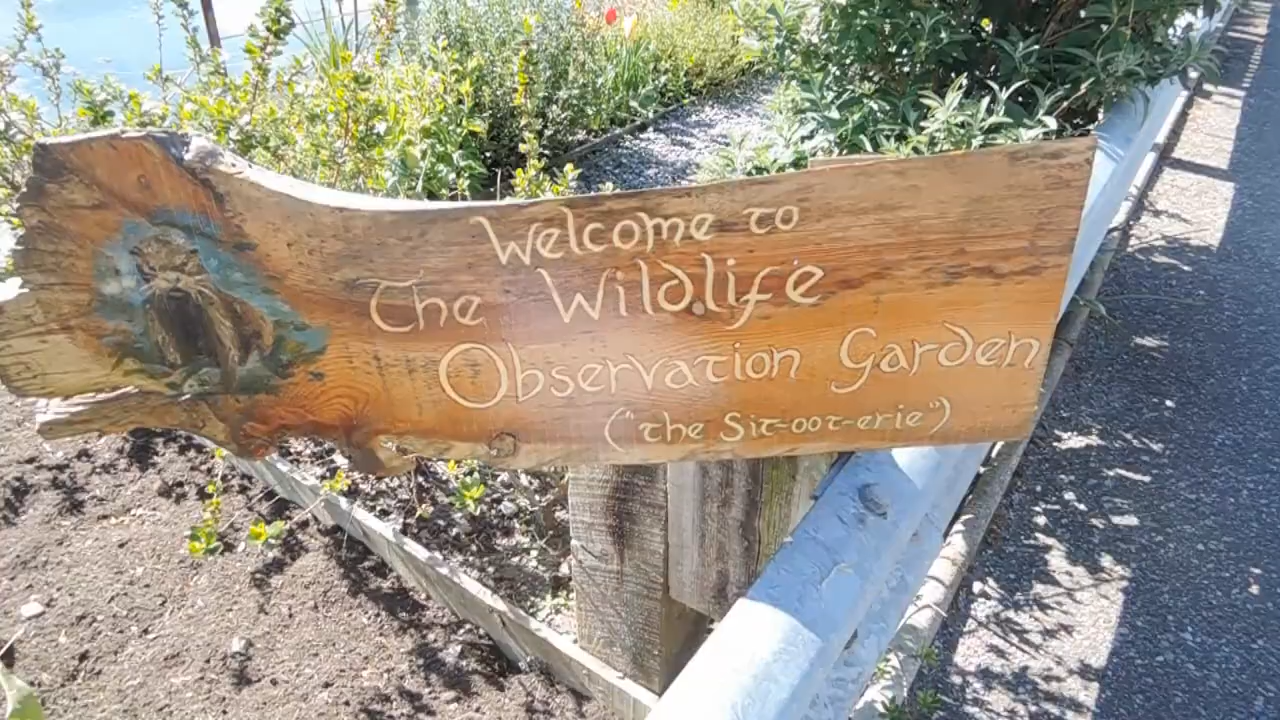 Welcome to
The Wildlife
Observation Garden
("the Sit-oot-erie")